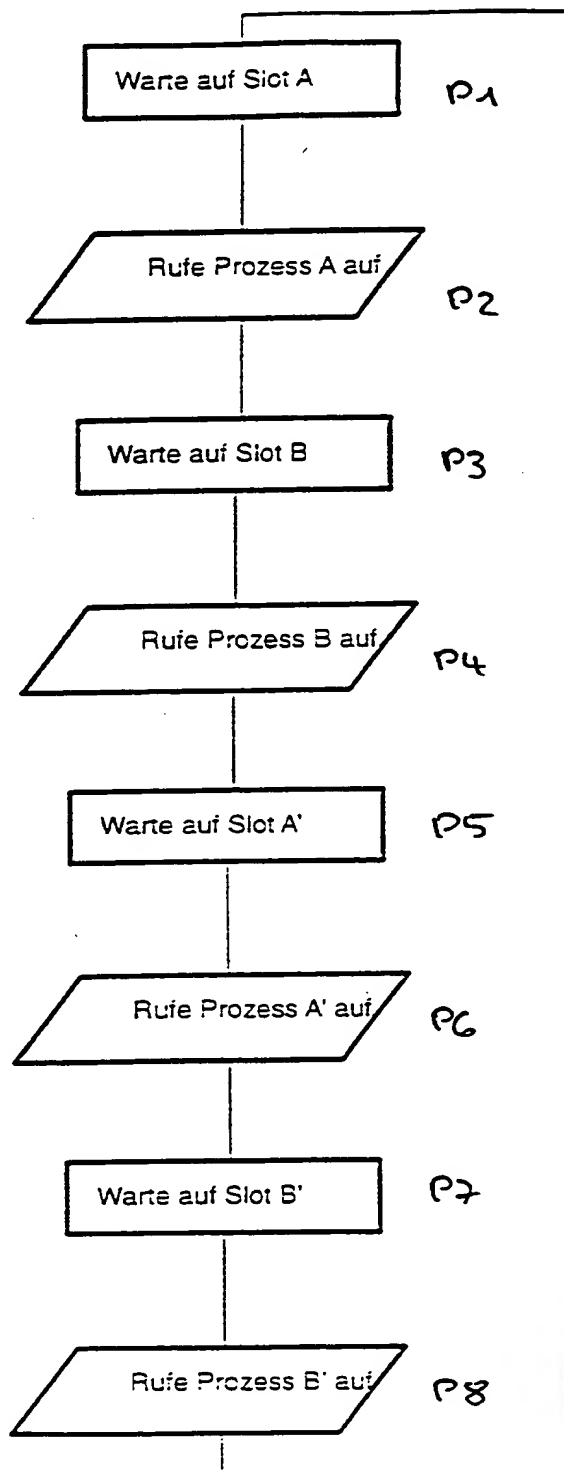 Warte auf Slot A
P1
Rufe Prozess A auf
P2
Warte auf Slot B
P3
Rufe Prozess B auf
P4
Warte auf Slot A'
P5
Rufe Prozess A' auf
P6
Warte auf Slot B'
P7
Rufe Prozess B' auf
P8